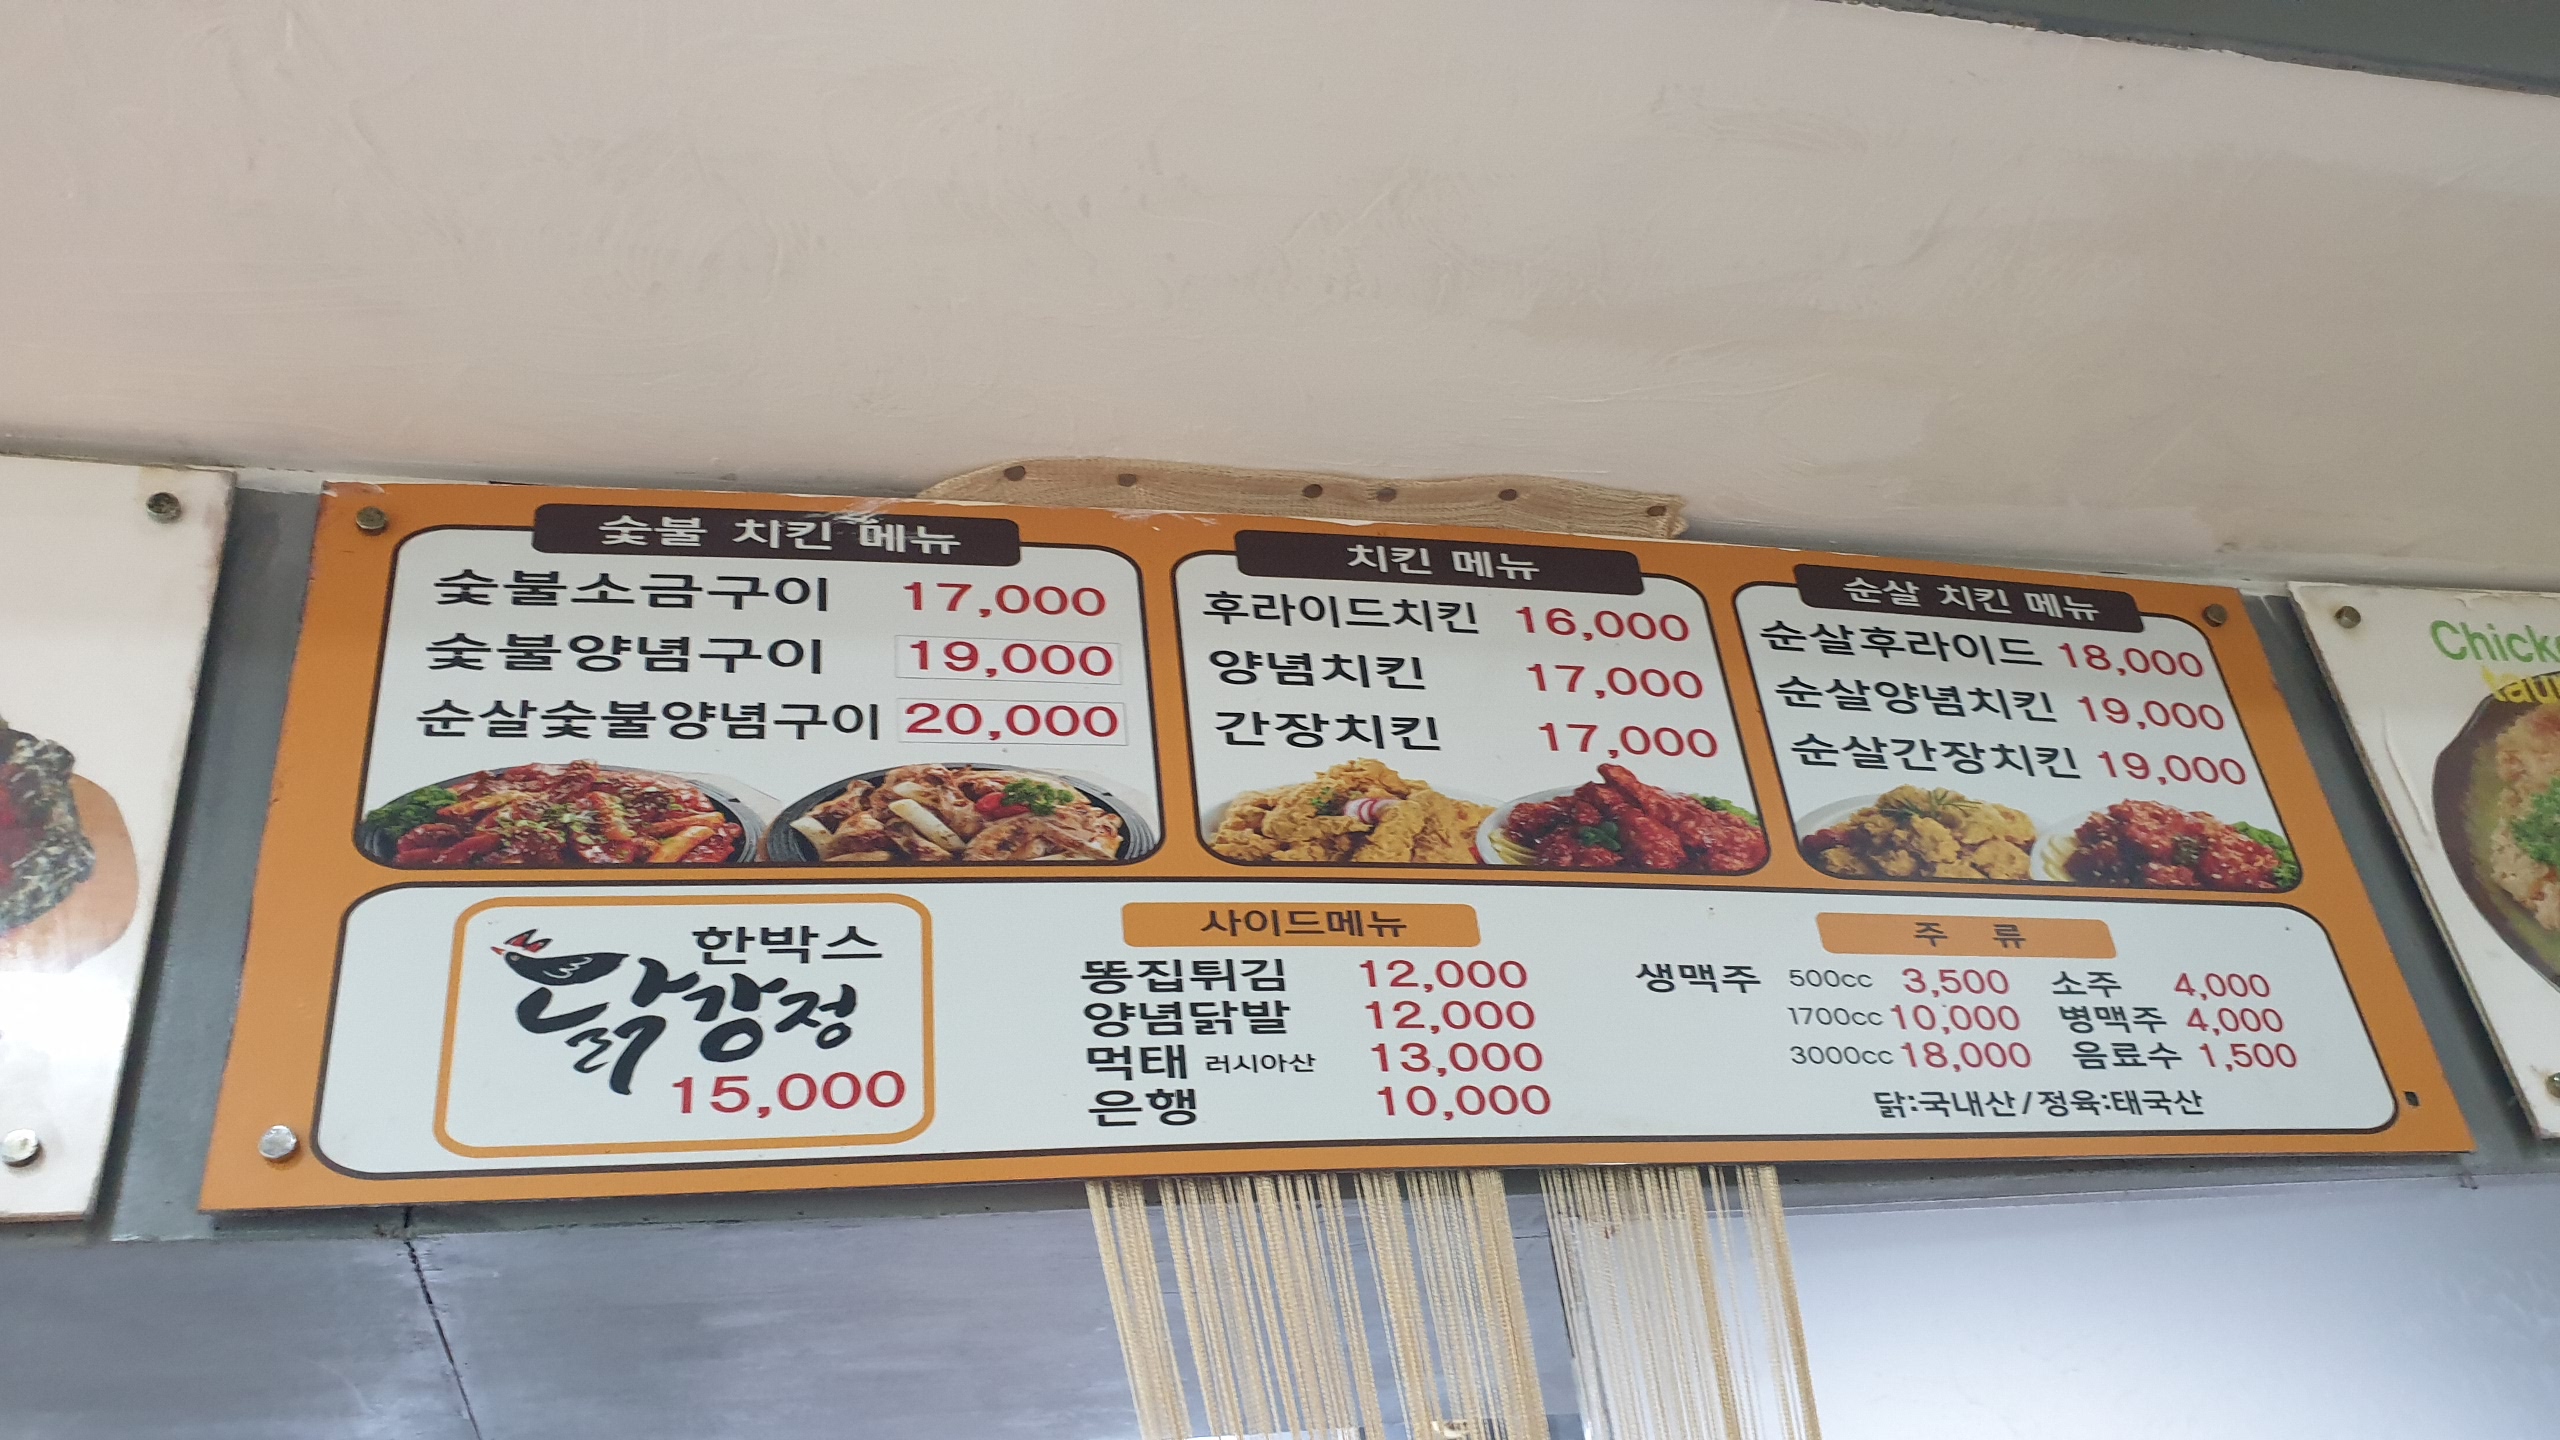 숯불 치킨 메뉴
숯불소금구이 17,000
숯불양념구이 19,000
순살숯불양념구이 20,000
치킨 메뉴
후라이드치킨 16,000
양념치킨 17,000
간장치킨 17,000
순살 치킨 메뉴
순살후라이드 18,000
순살양념치킨 19,000
순살간장치킨 19,000
한박스
닭강정
15,000
사이드메뉴
똥집튀김 12,000
양념닭발 12,000
먹태 러시아산 13,000
은행 10,000
주 류
생맥주 500cc 3,500 소주 4,000
1700cc 10,000 병맥주 4,000
3000cc 18,000 음료수 1,500
닭:국내산/정육:태국산